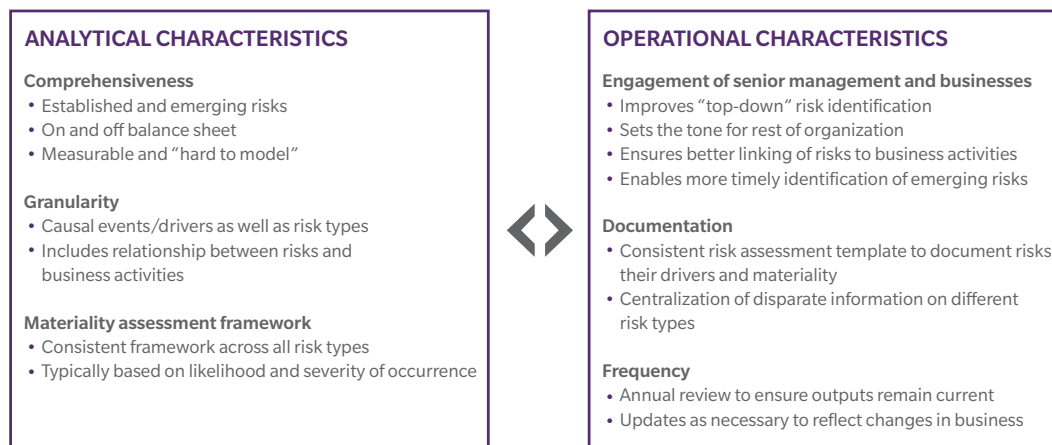 ANALYTICAL CHARACTERISTICS
Comprehensiveness
• Established and emerging risks
• On and off balance sheet
• Measurable and “hard to model”
Granularity
• Causal events/drivers as well as risk types
• Includes relationship between risks and
business activities
Materiality assessment framework
• Consistent framework across all risk types
• Typically based on likelihood and severity of occurrence
OPERATIONAL CHARACTERISTICS
Engagement of senior management and businesses
• Improves “top-down” risk identification
• Sets the tone for rest of organization
• Ensures better linking of risks to business activities
• Enables more timely identification of emerging risks
Documentation
• Consistent risk assessment template to document risks
their drivers and materiality
• Centralization of disparate information on different
risk types
Frequency
• Annual review to ensure outputs remain current
• Updates as necessary to reflect changes in business